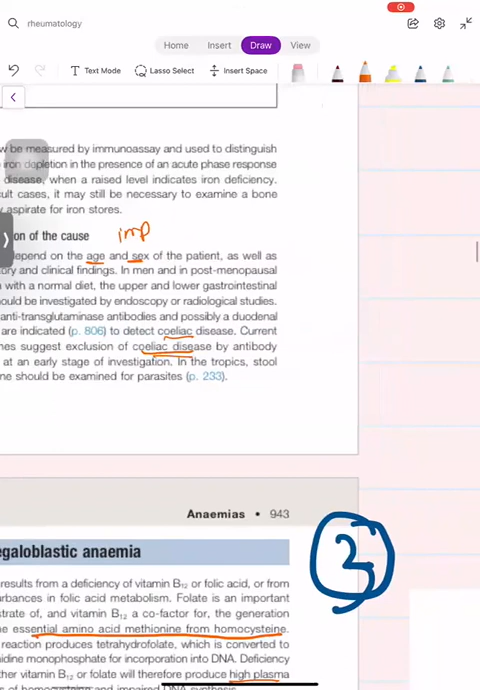 rheumatology
Home Insert Draw View
Text Mode Lasso Select Insert Space
w be measured by immunoassay and used to distinguish
iron depletion in the presence of an acute phase response
disease, when a raised level indicates iron deficiency.
cult cases, it may still be necessary to examine a bone
aspirate for iron stores.
on of the cause imp
epend on the age and sex of the patient, as well as
ory and clinical findings. In men and in post-menopausal
with a normal diet, the upper and lower gastrointestinal
hould be investigated by endoscopy or radiological studies.
anti-transglutaminase antibodies and possibly a duodenal
are indicated (p. 806) to detect coeliac disease. Current
nes suggest exclusion of coeliac disease by antibody
at an early stage of investigation. In the tropics, stool
ne should be examined for parasites (p. 233).
Anaemias • 943
egaloblastic anaemia
results from a deficiency of vitamin B12 or folic acid, or from
urbances in folic acid metabolism. Folate is an important
strate of, and vitamin B12 a co-factor for, the generation
he essential amino acid methionine from homocysteine.
reaction produces tetrahydrofolate, which is converted to
nidine monophosphate for incorporation into DNA. Deficiency
ther vitamin B12 or folate will therefore produce high plasma